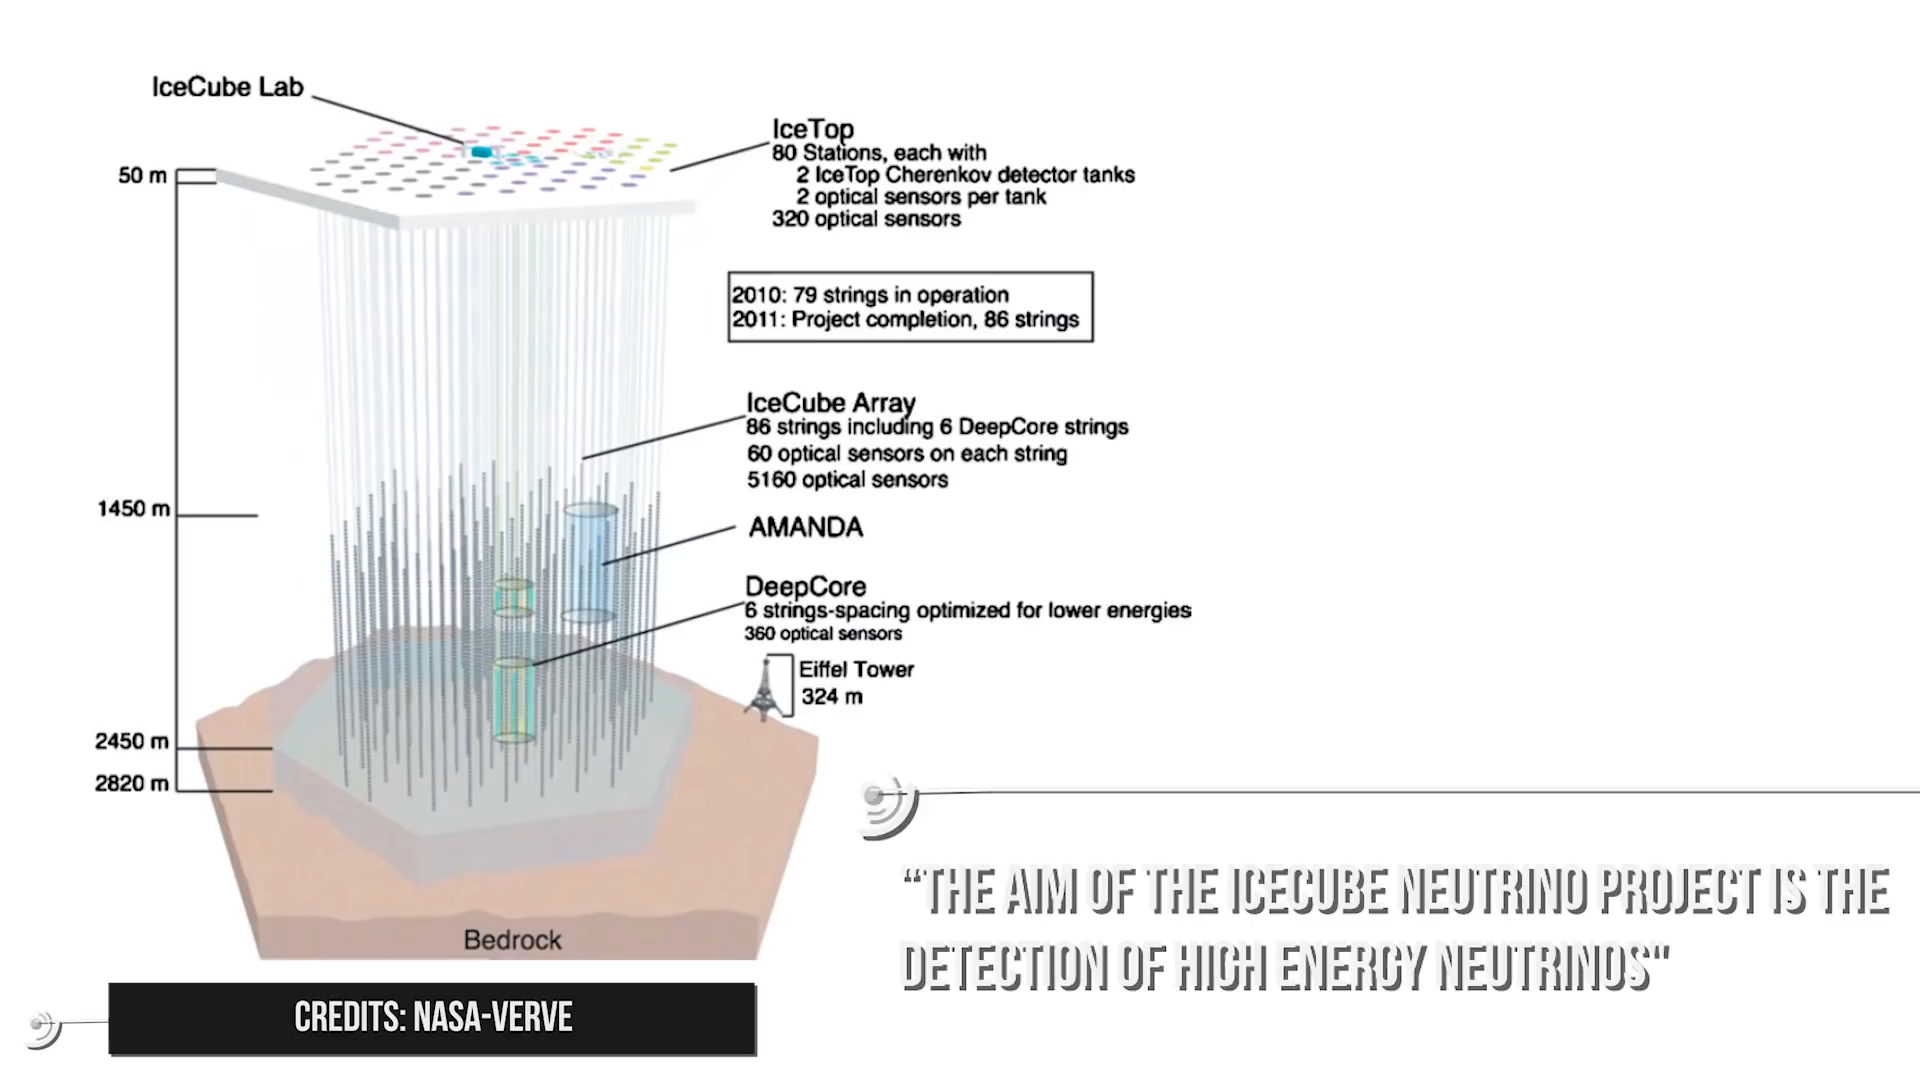 IceCube Lab
50 m
IceTop
80 Stations, each with
2 IceTop Cherenkov detector tanks
2 optical sensors per tank
320 optical sensors
2010: 79 strings in operation
2011: Project completion, 86 strings
IceCube Array
86 strings including 6 DeepCore strings
60 optical sensors on each string
5160 optical sensors
1450 m
AMANDA
DeepCore
6 strings-spacing optimized for lower energies
360 optical sensors
Eiffel Tower
324 m
2450 m
2820 m
Bedrock
“THE AIM OF THE ICECUBE NEUTRINO PROJECT IS THE
DETECTION OF HIGH ENERGY NEUTRINOS“
CREDITS: NASA-VERVE